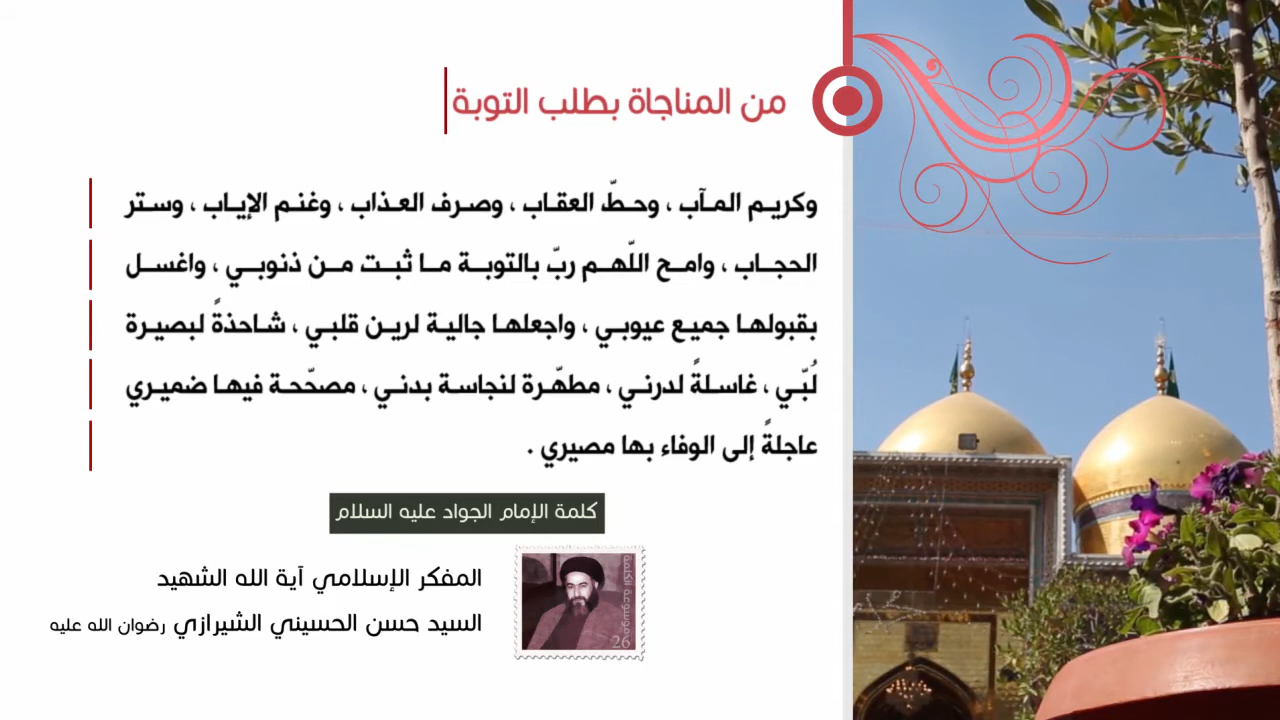 من المناجاة بطلب التوبة
وكريم المآب ، وحطّ العقاب ، وصرف العذاب ، وغنم الإياب ، وستر
الحجاب ، وامح اللّهم ربّ بالتوبة ما ثبت من ذنوبي ، واغسل
بقبولها جميع عيوبي ، واجعلها جالية لرين قلبي ، شاحذةً لبصيرة
لُبّي ، غاسلةً لدرني ، مطهّرة لنجاسة بدني ، مصحّحة فيها ضميري
عاجلةً إلى الوفاء بها مصيري .
كلمة الإمام الجواد عليه السلام
المفكر الإسلامي آية الله الشهيد
السيد حسن الحسيني الشيرازي رضوان الله عليه
موسوعة الكلمة
26